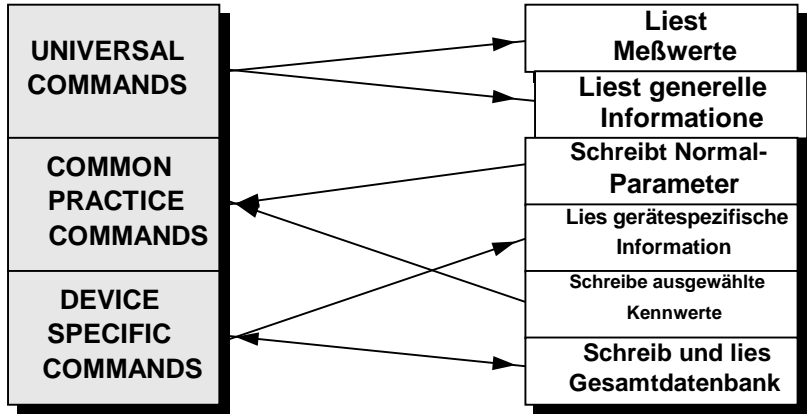 UNIVERSAL
COMMANDS
COMMON
PRACTICE
COMMANDS
DEVICE
SPECIFIC
COMMANDS
Liest
Meßwerte
Liest generelle
Informatione
Schreibt Normal-
Parameter
Lies gerätespezifische
Information
Schreibe ausgewählte
Kennwerte
Schreib und lies
Gesamtdatenbank